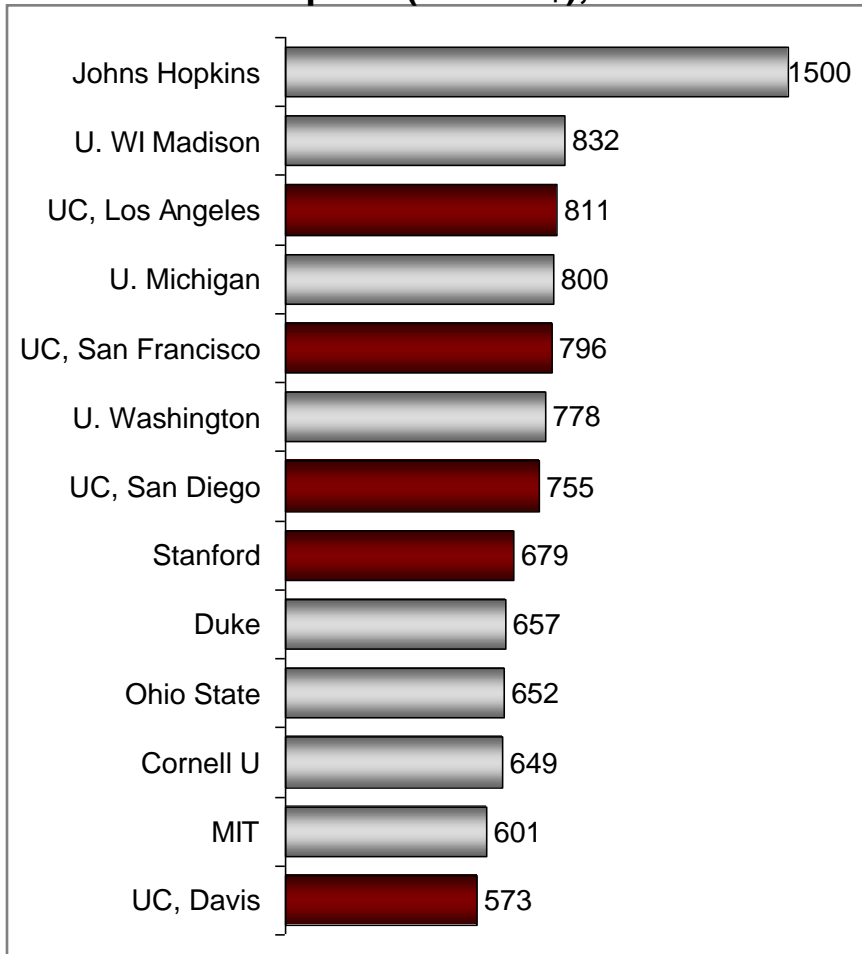 Johns Hopkins 1500
U. WI Madison 832
UC, Los Angeles 811
U. Michigan 800
UC, San Francisco 796
U. Washington 778
UC, San Diego 755
Stanford 679
Duke 657
Ohio State 652
Cornell U 649
MIT 601
UC, Davis 573